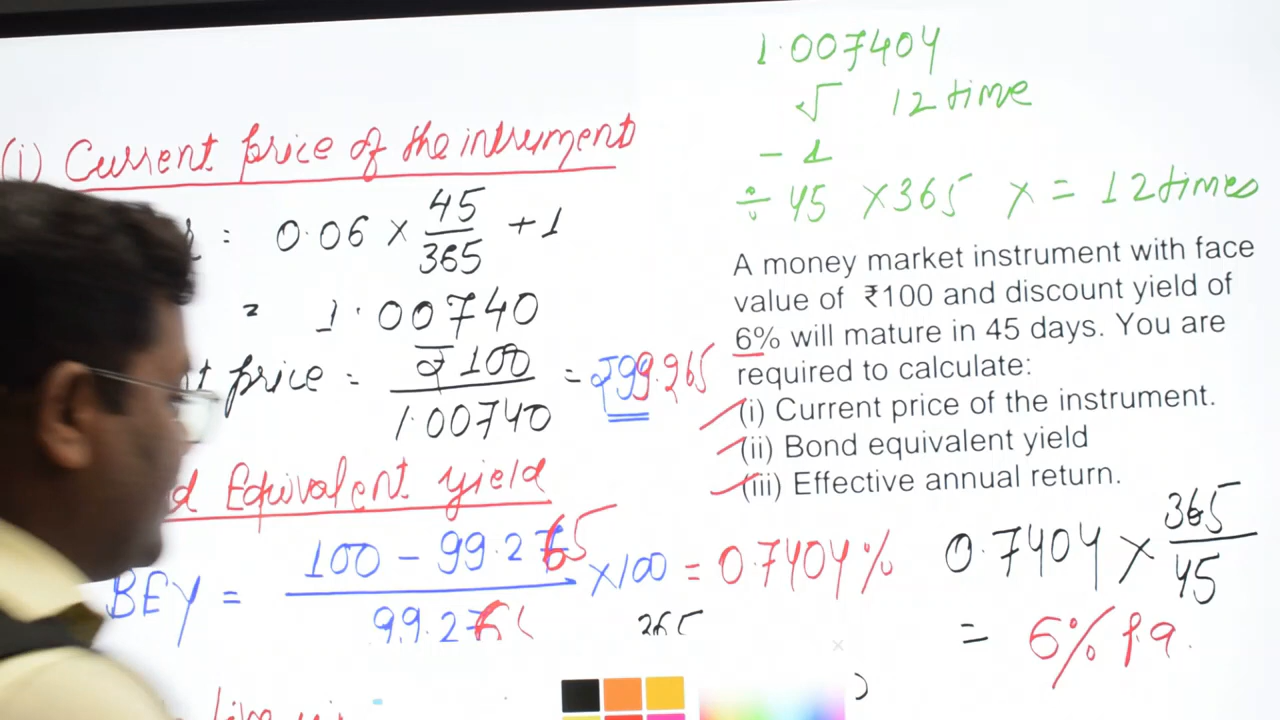 1.007404
√ 12 time
- 1
÷ 45 × 365 × = 12 times
(i) Current price of the intrument
= 0.06 × 45/365 + 1
= 1.00740
price = ₹100/1.00740 = ₹99.265
Equivalent yield
BEY = 100 - 99.265/99.26 × 100 = 0.7404%
265
A money market instrument with face
value of ₹100 and discount yield of
6% will mature in 45 days. You are
required to calculate:
(i) Current price of the instrument.
(ii) Bond equivalent yield
(iii) Effective annual return.
0.7404 × 365/45
= 6% p.a.